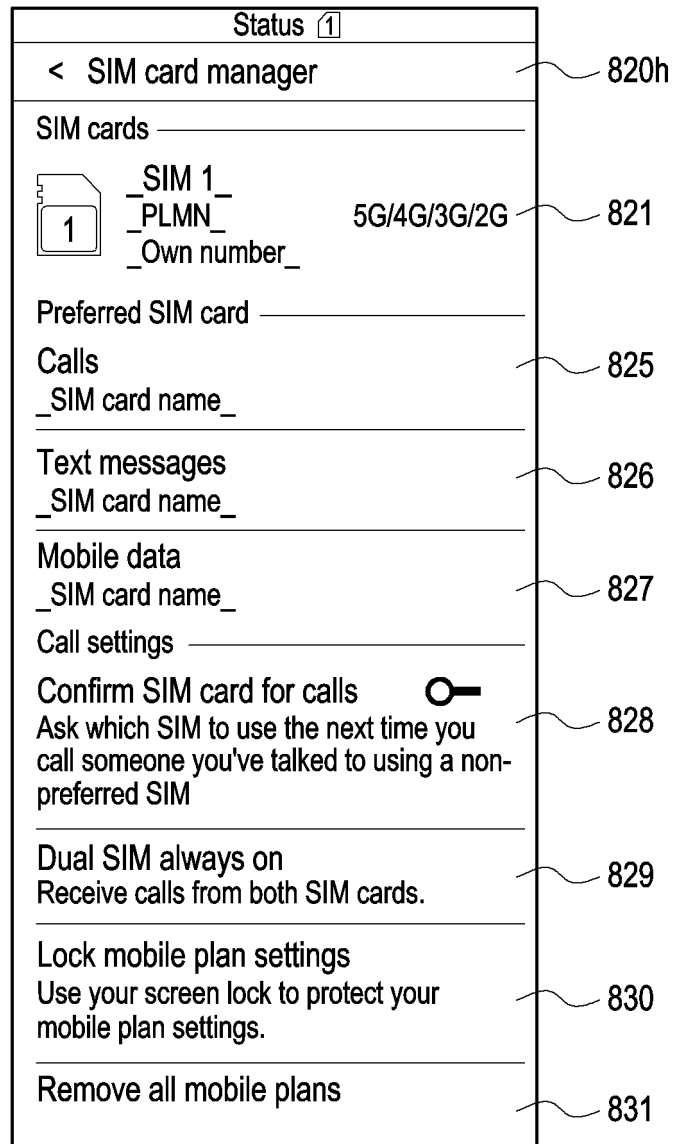 Status 1
< SIM card manager
820h
SIM cards
_SIM 1_
1
_PLMN_ 5G/4G/3G/2G
821
_Own number_
Preferred SIM card
Calls
825
_SIM card name_
Text messages
826
_SIM card name_
Mobile data
827
_SIM card name_
Call settings
Confirm SIM card for calls
828
Ask which SIM to use the next time you
call someone you've talked to using a non-
preferred SIM
Dual SIM always on
829
Receive calls from both SIM cards.
Lock mobile plan settings
Use your screen lock to protect your
830
mobile plan settings.
Remove all mobile plans
831